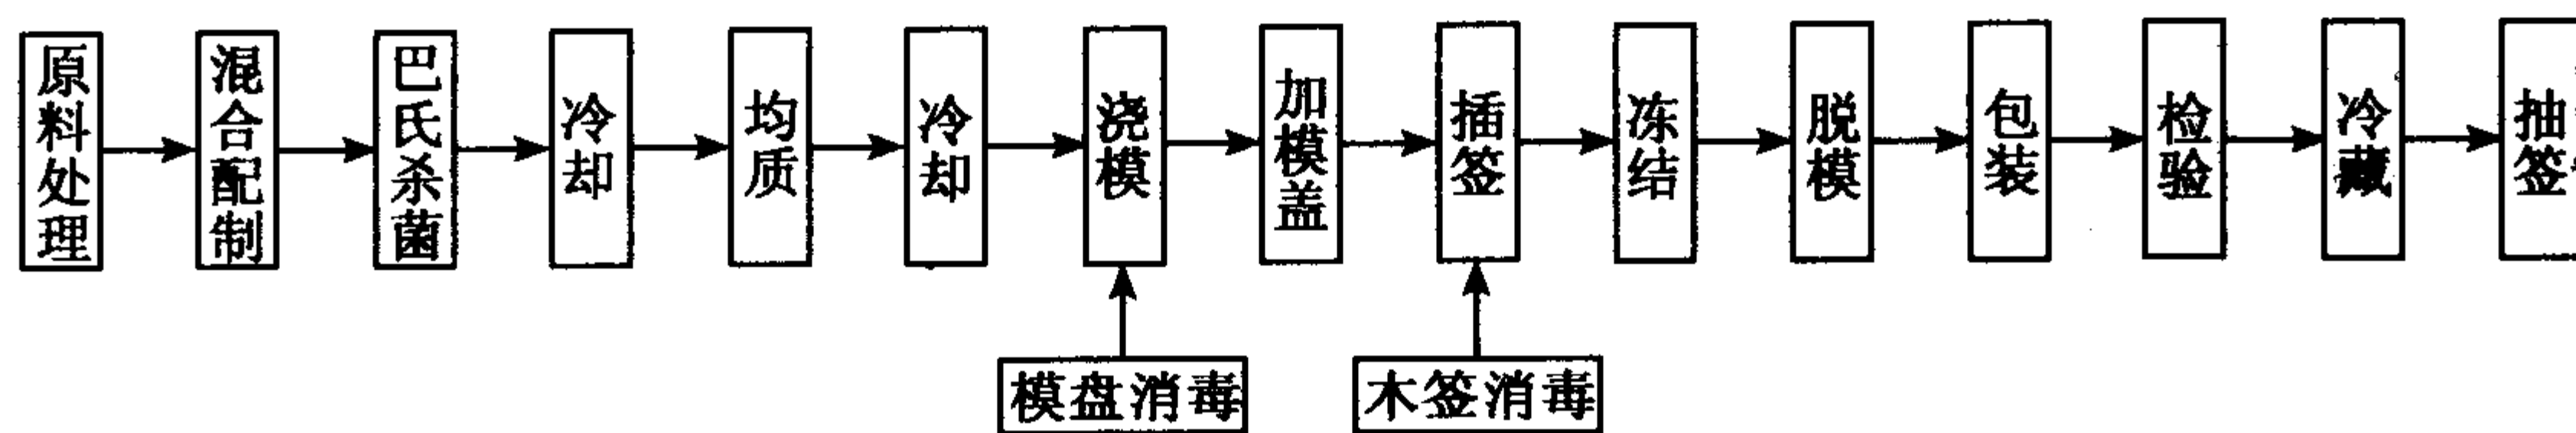 原料处理
混合配制
巴氏杀菌
冷却
均质
冷却
浇模
加模盖
插签
冻结
脱模
包装
检验
冷藏
抽签
模盘消毒
木签消毒